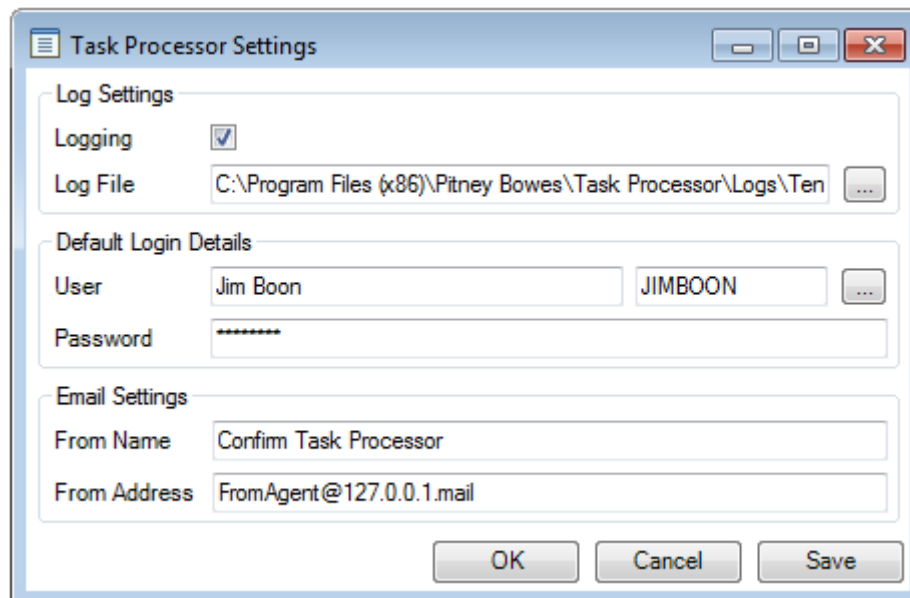 Task Processor Settings
Log Settings
Logging
Log File C:\Program Files (x86)\Pitney Bowes\Task Processor\Logs\Ten ...
Default Login Details
User Jim Boon JIMBOON ...
Password ********
Email Settings
From Name Confirm Task Processor
From Address FromAgent@127.0.0.1.mail
OK Cancel Save